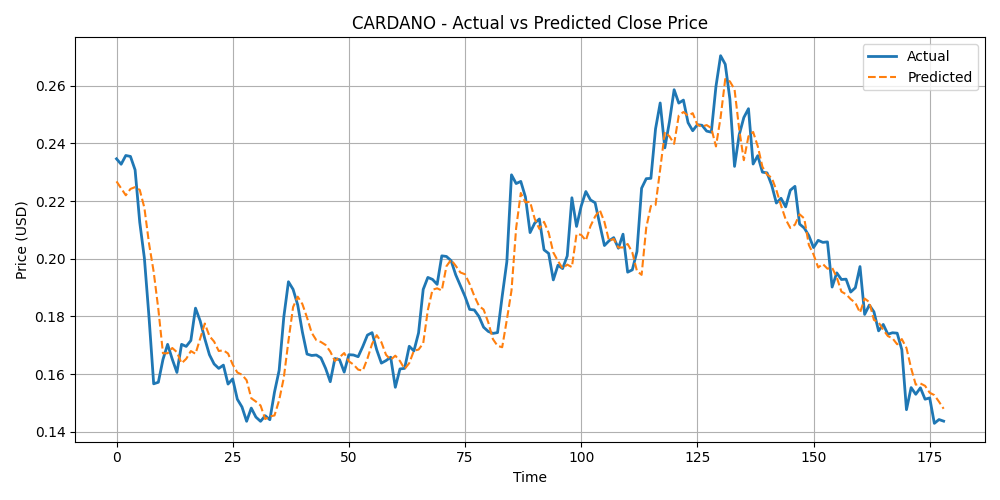 CARDANO - Actual vs Predicted Close Price
Actual
Predicted
Price (USD)
0.26
0.24
0.22
0.20
0.18
0.16
0.14
0 25 50 75 100 125 150 175
Time